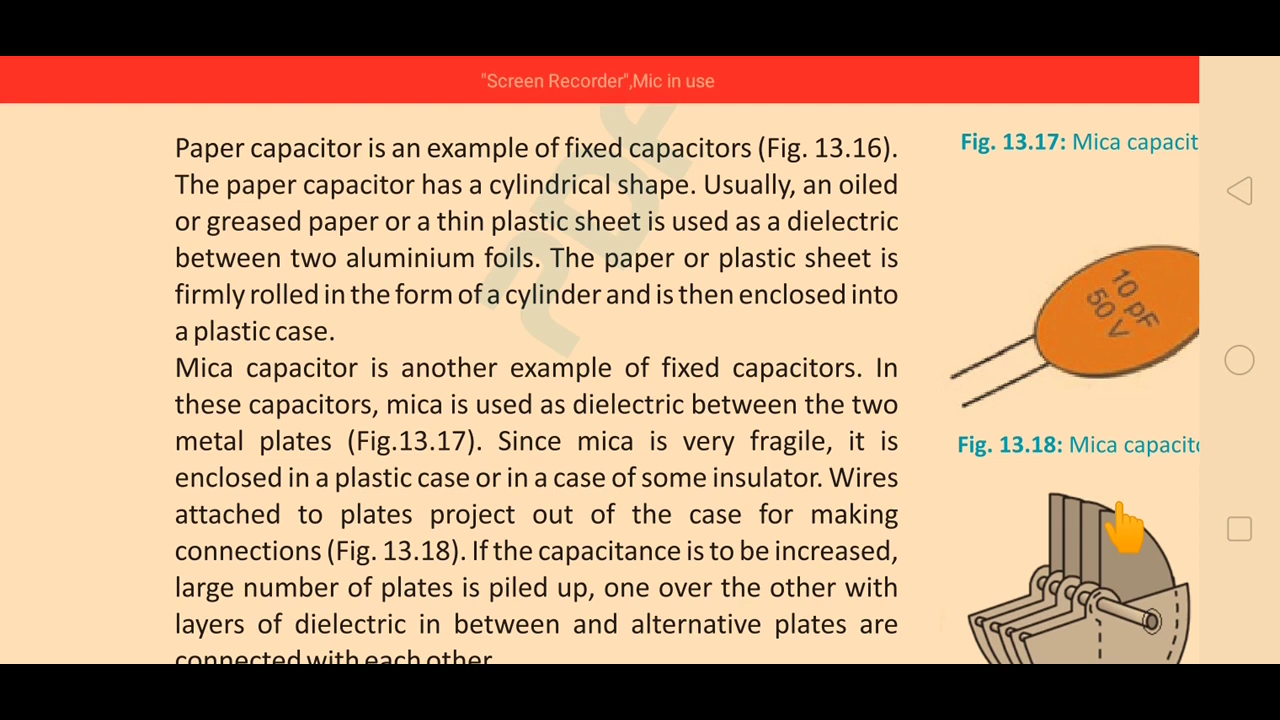 "Screen Recorder",Mic in use
Paper capacitor is an example of fixed capacitors (Fig. 13.16).
The paper capacitor has a cylindrical shape. Usually, an oiled
or greased paper or a thin plastic sheet is used as a dielectric
between two aluminium foils. The paper or plastic sheet is
firmly rolled in the form of a cylinder and is then enclosed into
a plastic case.
Mica capacitor is another example of fixed capacitors. In
these capacitors, mica is used as dielectric between the two
metal plates (Fig.13.17). Since mica is very fragile, it is
enclosed in a plastic case or in a case of some insulator. Wires
attached to plates project out of the case for making
connections (Fig. 13.18). If the capacitance is to be increased,
large number of plates is piled up, one over the other with
layers of dielectric in between and alternative plates are
connected with each other.
Fig. 13.17: Mica capacit
10 pF
50 V
Fig. 13.18: Mica capacito
PDF